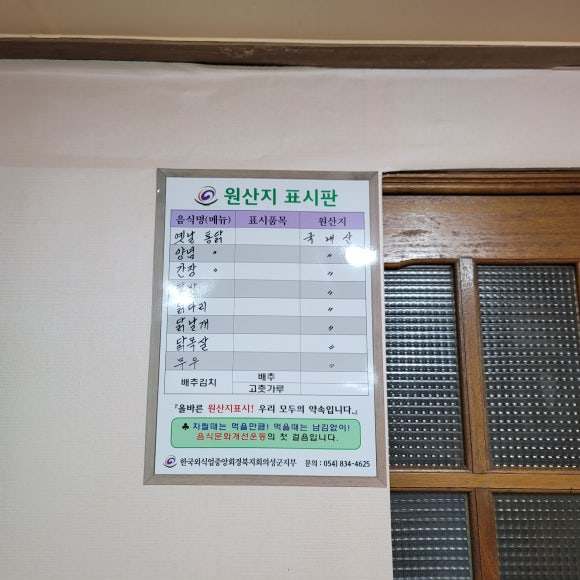 원산지 표시판
음식명(메뉴) 표시품목 원산지
옛날 통닭 국내산
양념 〃 〃
간장 〃 〃
〃
닭다리 〃
닭날개 〃
닭목살 〃
무우 〃
배추김치 배추
고춧가루
『올바른 원산지표시! 우리 모두의 약속입니다.』
♣ 차릴때는 먹을만큼! 먹을때는 남김없이!
음식문화개선운동의 첫 걸음입니다.
한국외식업중앙회경북지회의성군지부 문의 : 054) 834-4625